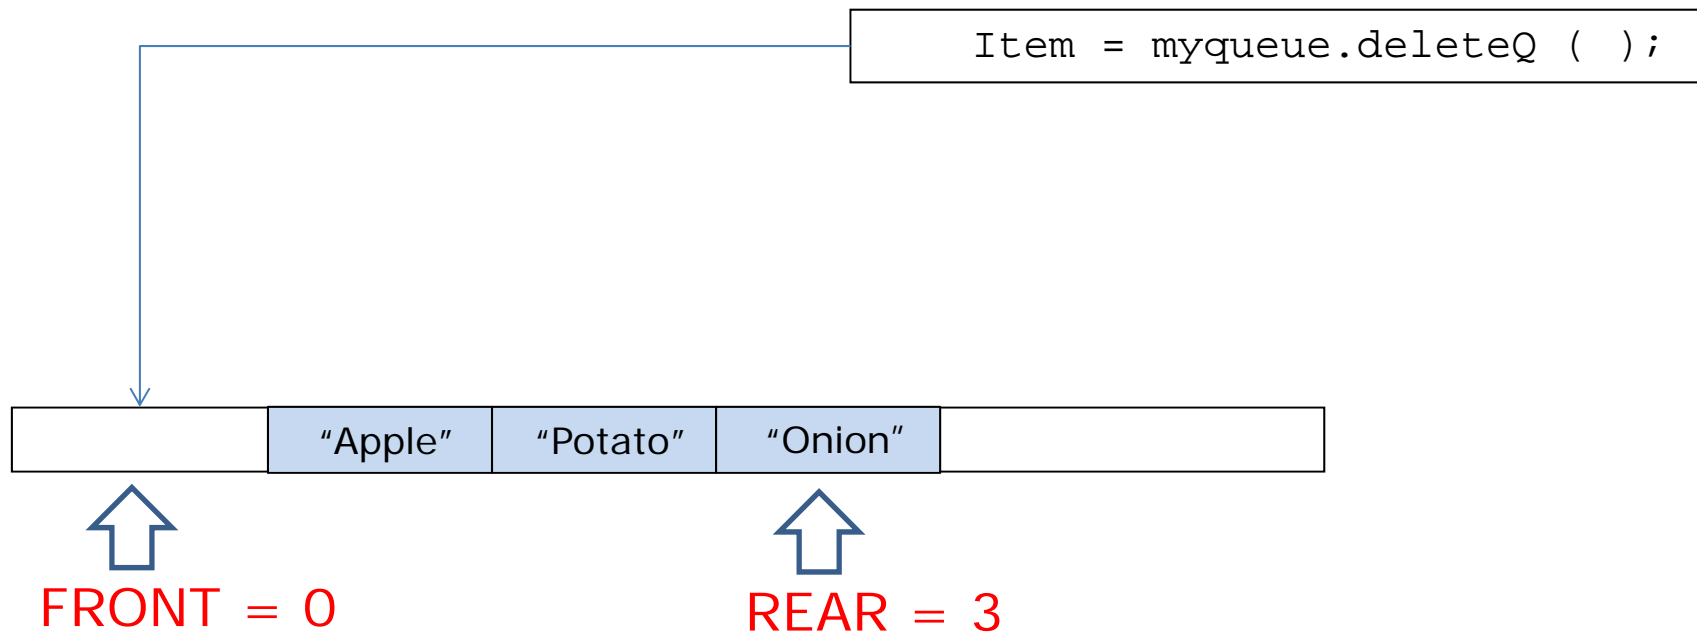 Item = myqueue.deleteQ ( );
“Apple” “Potato” “Onion”
FRONT = 0 REAR = 3